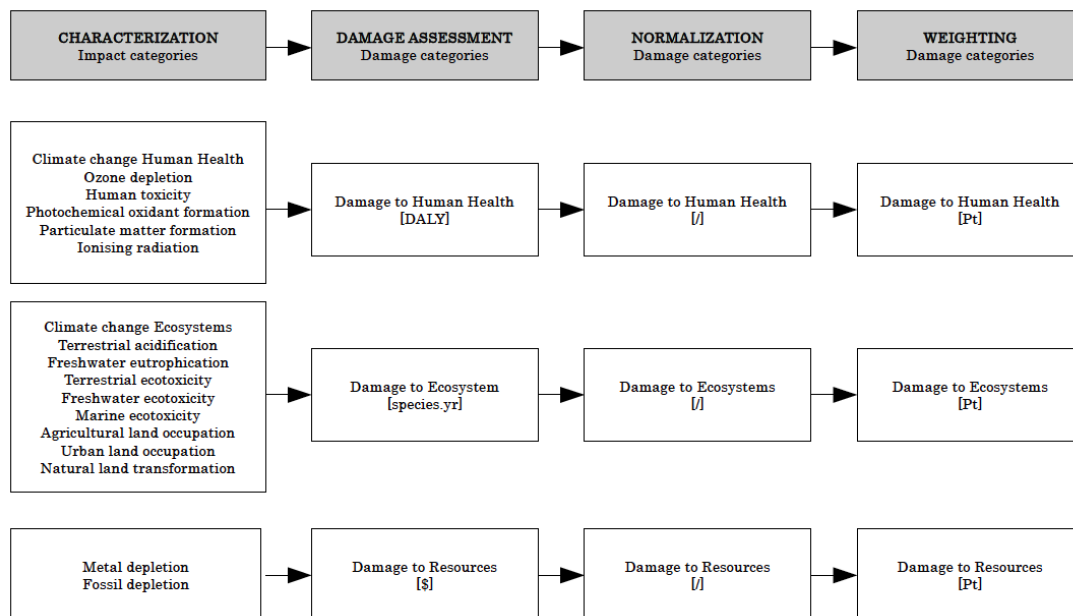 CHARACTERIZATION
Impact categories
DAMAGE ASSESSMENT
Damage categories
NORMALIZATION
Damage categories
WEIGHTING
Damage categories
Climate change Human Health
Ozone depletion
Human toxicity
Photochemical oxidant formation
Particulate matter formation
Ionising radiation
Damage to Human Health
[DALY]
Damage to Human Health
[/]
Damage to Human Health
[Pt]
Climate change Ecosystems
Terrestrial acidification
Freshwater eutrophication
Terrestrial ecotoxicity
Freshwater ecotoxicity
Marine ecotoxicity
Agricultural land occupation
Urban land occupation
Natural land transformation
Damage to Ecosystem
[species.yr]
Damage to Ecosystems
[/]
Damage to Ecosystems
[Pt]
Metal depletion
Fossil depletion
Damage to Resources
[$]
Damage to Resources
[/]
Damage to Resources
[Pt]